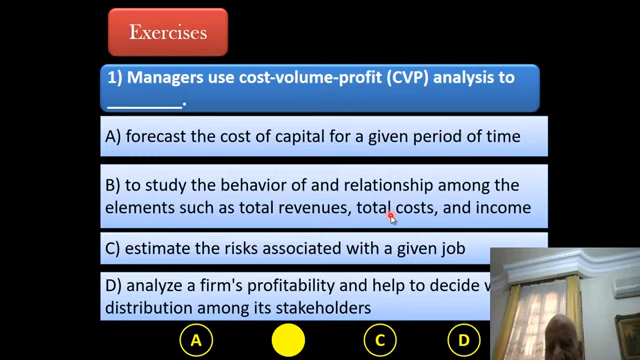 Exercises
1) Managers use cost-volume-profit (CVP) analysis to
________.
A) forecast the cost of capital for a given period of time
B) to study the behavior of and relationship among the
elements such as total revenues, total costs, and income
C) estimate the risks associated with a given job
D) analyze a firm's profitability and help to decide
distribution among its stakeholders
A C D